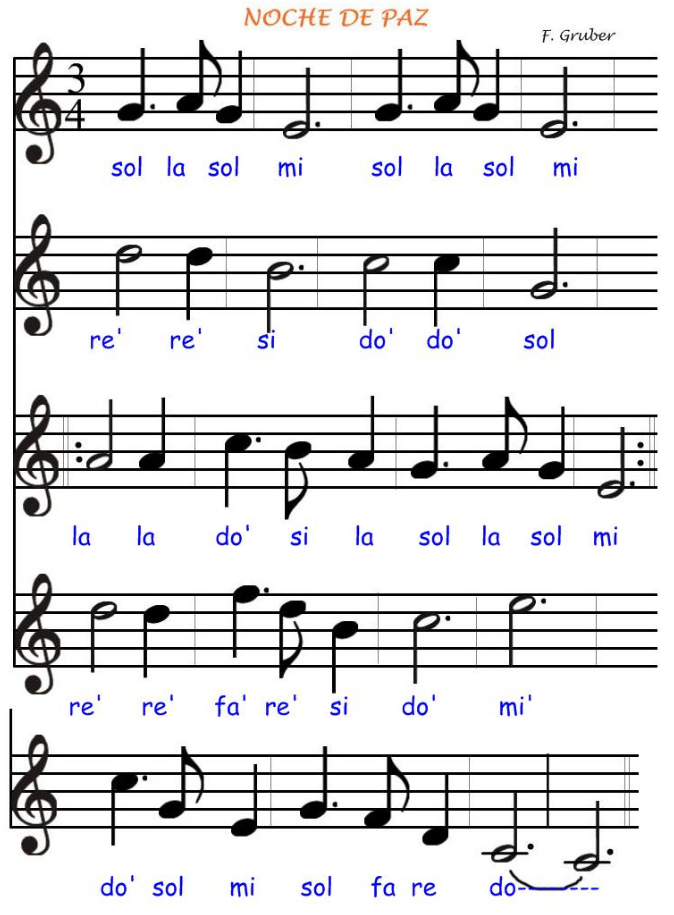 NOCHE DE PAZ
F. Gruber
3
4
sol la sol mi sol la sol mi
re' re' si do' do' sol
la la do' si la sol la sol mi
re' re' fa' re' si do' mi'
do' sol mi sol fa re do--------